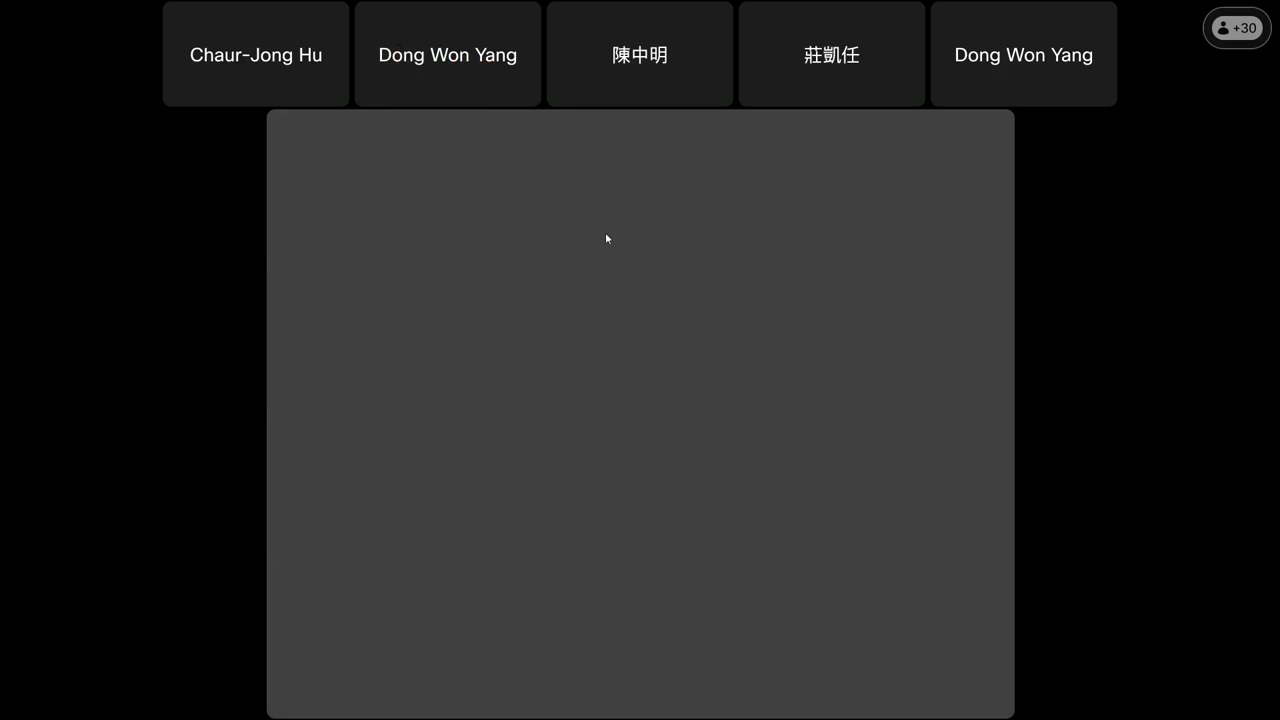 Chaur-Jong Hu
Dong Won Yang
陳中明
莊凱任
Dong Won Yang
+30